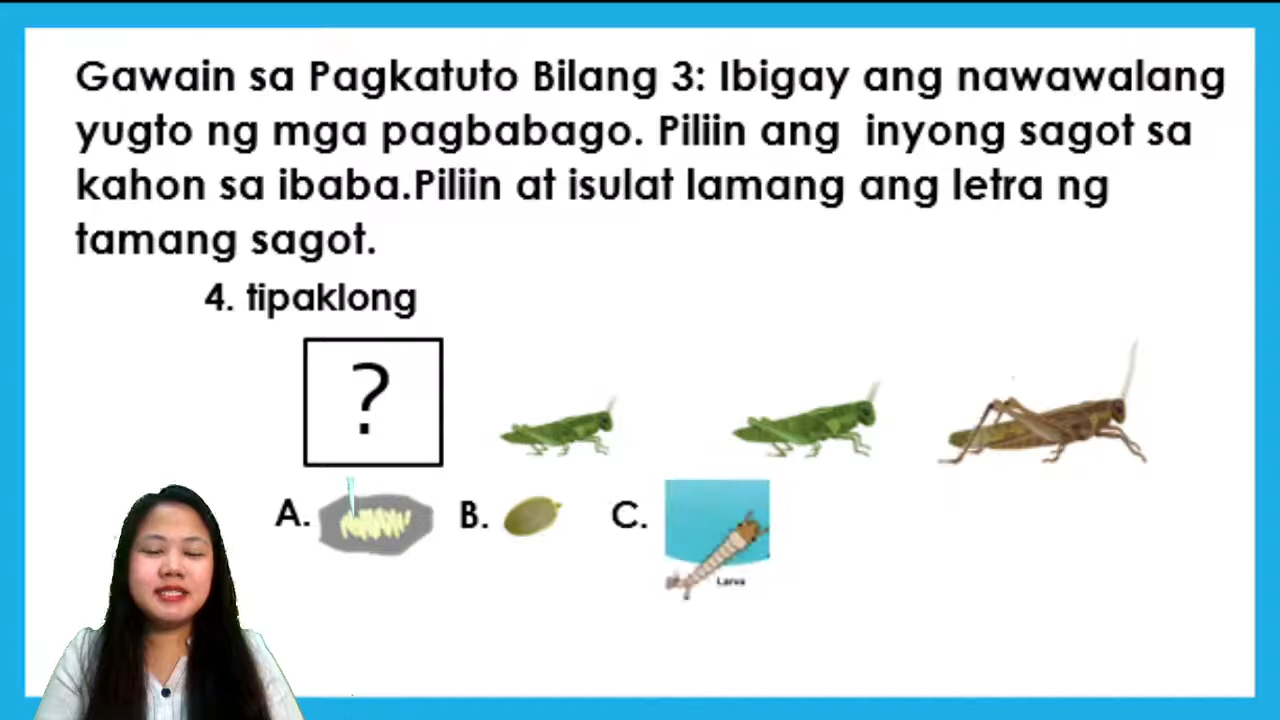 Gawain sa Pagkatuto Bilang 3: Ibigay ang nawawalang
yugto ng mga pagbabago. Piliin ang inyong sagot sa
kahon sa ibaba.Piliin at isulat lamang ang letra ng
tamang sagot.
4. tipaklong
?
A. B. C.
Larva